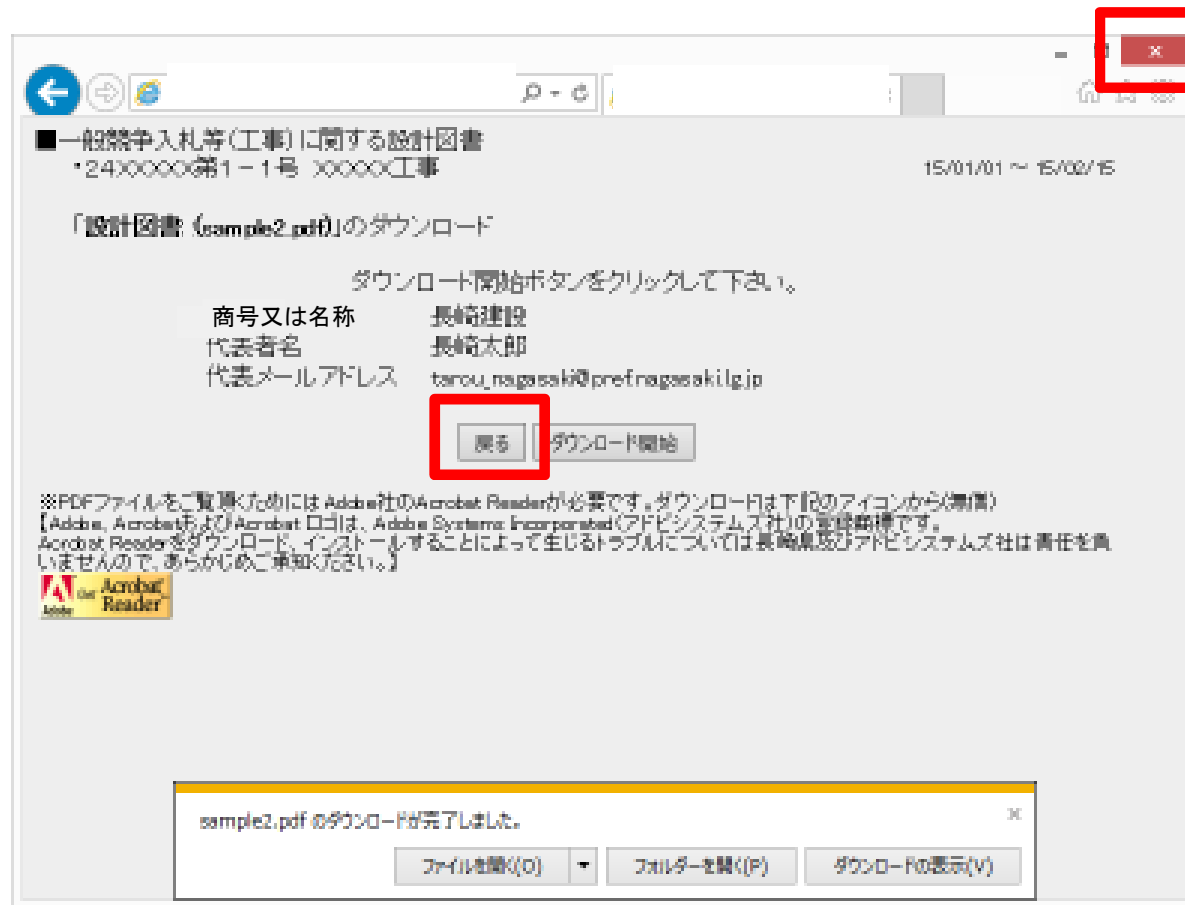 ■一般競争入札等(工事)に関する設計図書
・24XXXXXX第1-1号 XXXXXX工事 15/01/01 ~ 15/02/15
「設計図書 (sample2.pdf)」のダウンロード
ダウンロード開始ボタンをクリックして下さい。
商号又は名称 長崎建設
代表者名 長崎太郎
代表メールアドレス tarou_nagasaki@pref.nagasaki.lg.jp
戻る ダウンロード開始
※PDFファイルをご覧頂くためにはAdobe社のAcrobat Readerが必要です。ダウンロードは下記のアイコンから(無償)
【Adobe, AcrobatおよびAcrobat ロゴは、Adobe Systems Incorporated(アドビシステムズ社)の登録商標です。
Acrobat Readerをダウンロード、インストールすることによって生じるトラブルについては長崎県及びアドビシステムズ社は責任を負
いませんので、あらかじめご承知ください。】
Adobe Get Acrobat Reader
sample2.pdf のダウンロードが完了しました。
ファイルを開く(O) フォルダーを開く(P) ダウンロードの表示(V)